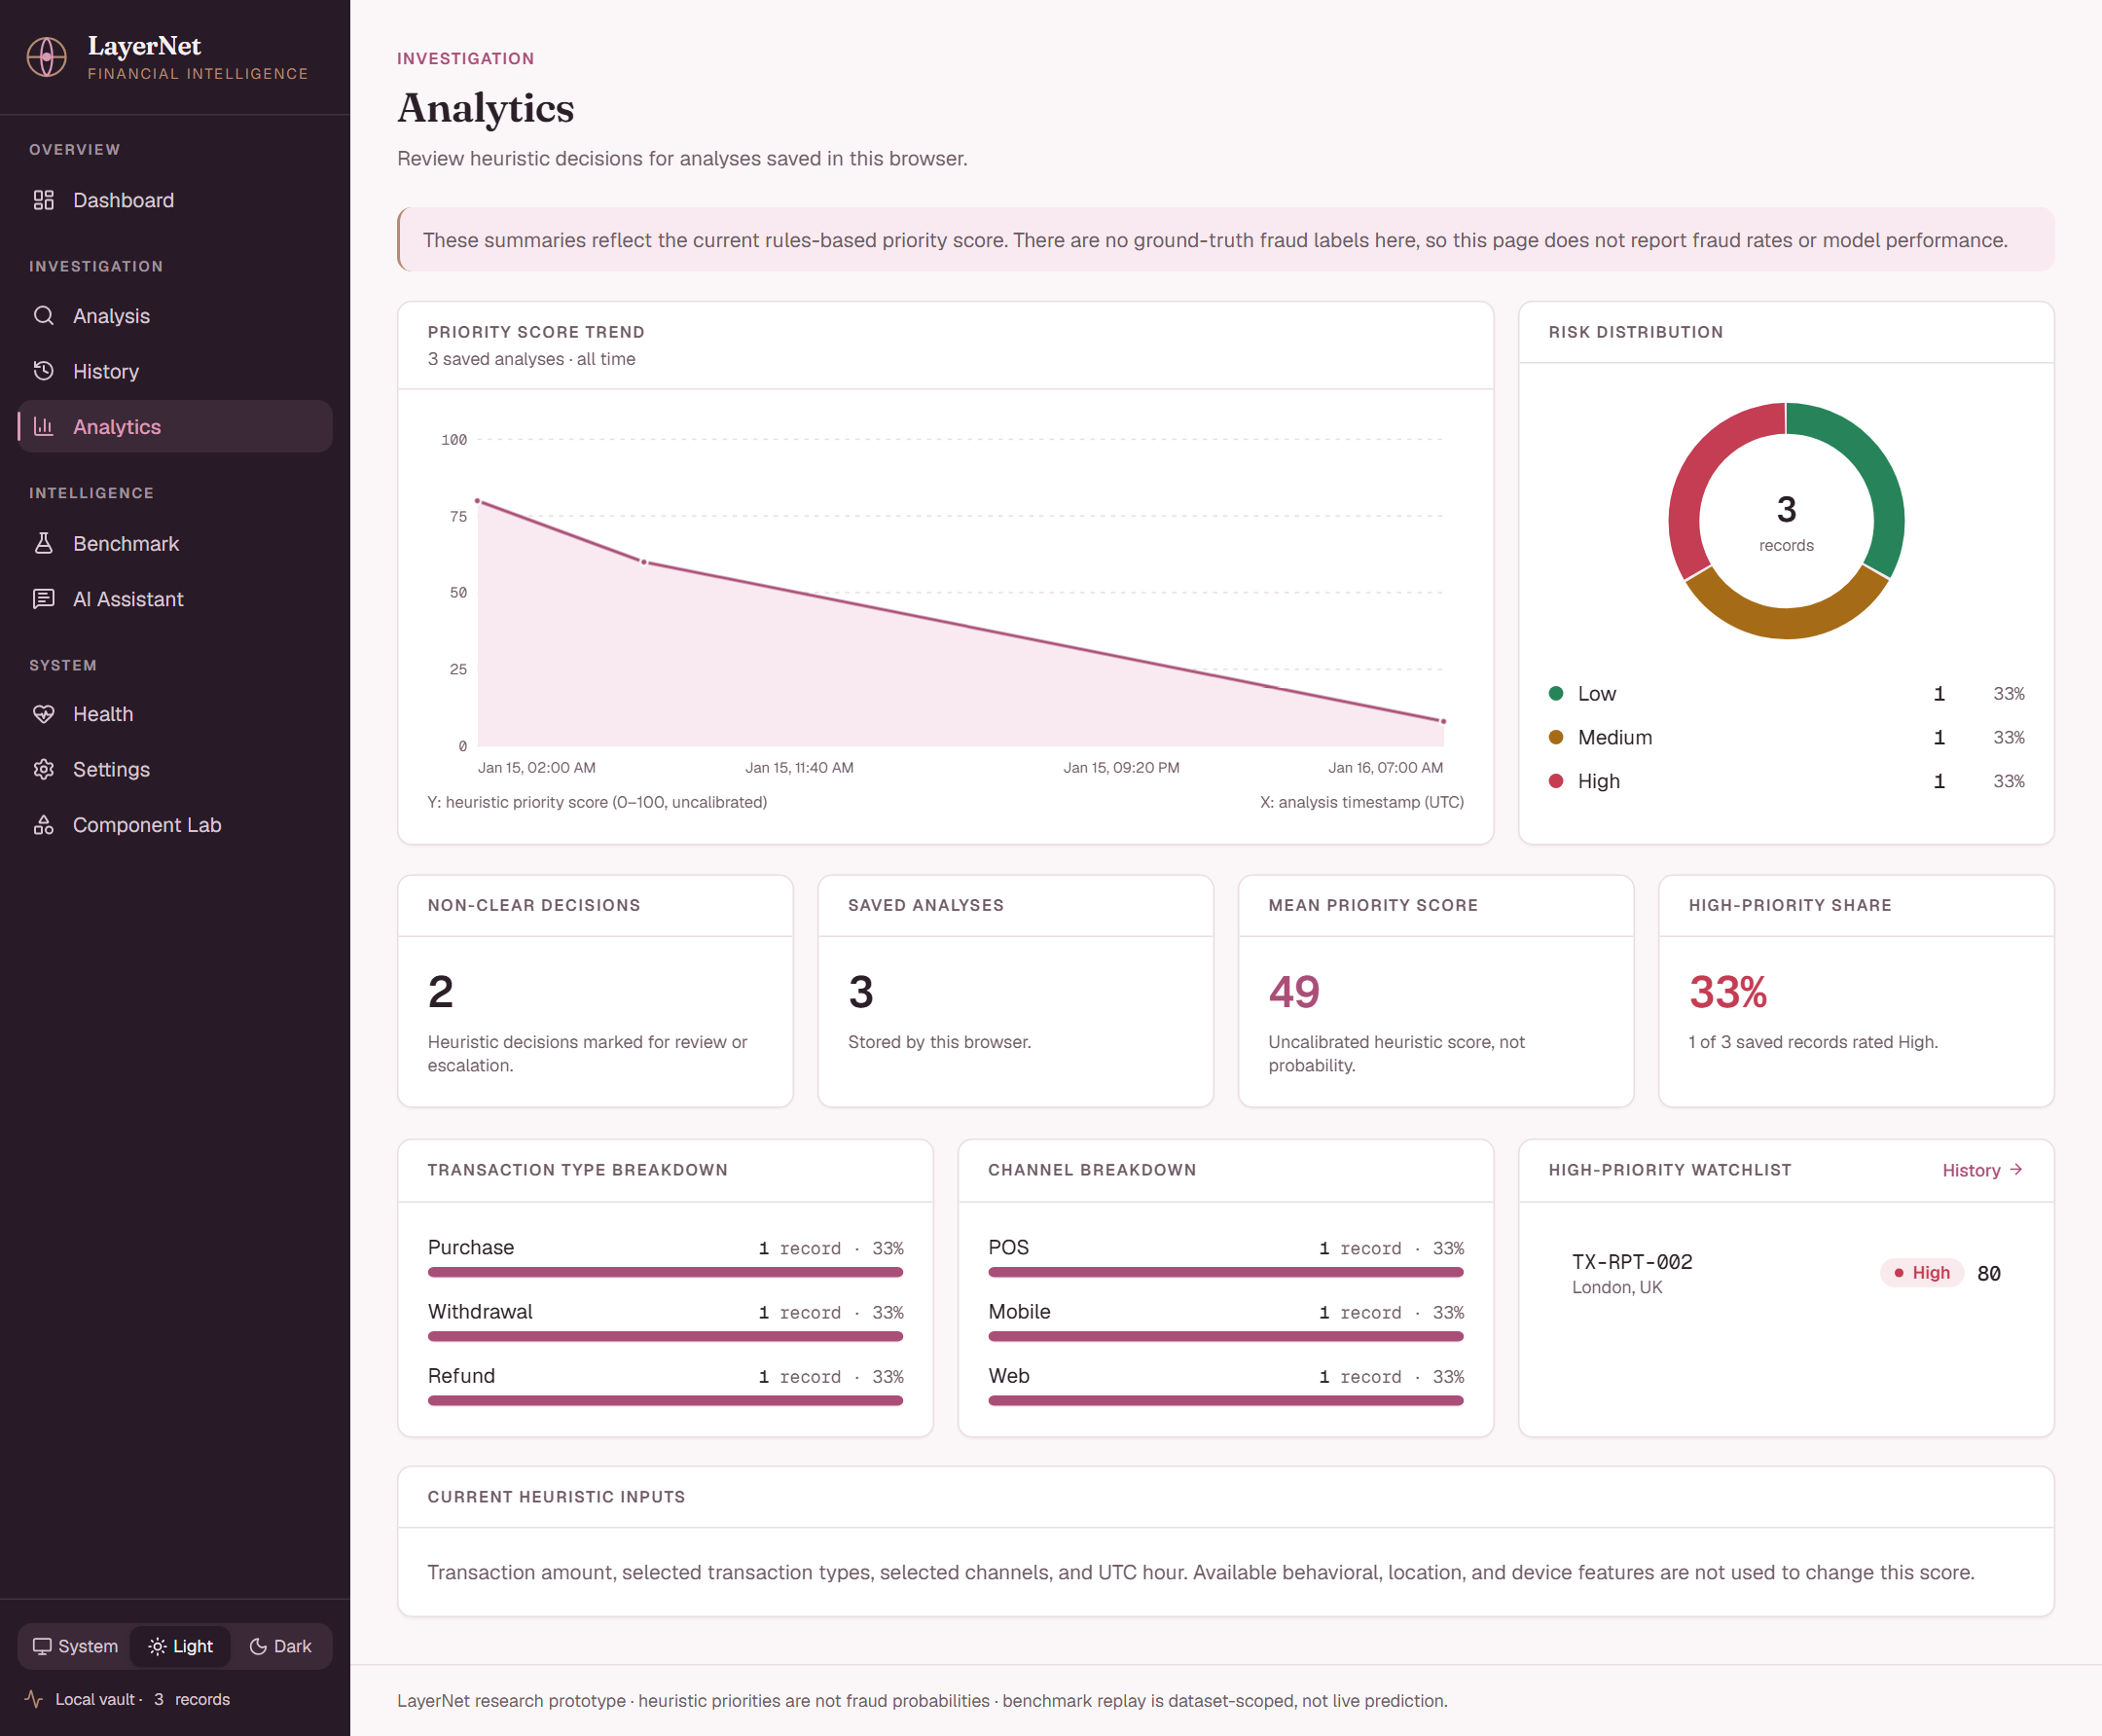 LayerNet
FINANCIAL INTELLIGENCE
OVERVIEW
Dashboard
INVESTIGATION
Analysis
History
Analytics
INTELLIGENCE
Benchmark
AI Assistant
SYSTEM
Health
Settings
Component Lab
System Light Dark
Local vault · 3 records
INVESTIGATION
Analytics
Review heuristic decisions for analyses saved in this browser.
These summaries reflect the current rules-based priority score. There are no ground-truth fraud labels here, so this page does not report fraud rates or model performance.
PRIORITY SCORE TREND
3 saved analyses · all time
100
75
50
25
0
Jan 15, 02:00 AM Jan 15, 11:40 AM Jan 15, 09:20 PM Jan 16, 07:00 AM
Y: heuristic priority score (0–100, uncalibrated) X: analysis timestamp (UTC)
RISK DISTRIBUTION
3
records
Low 1 33%
Medium 1 33%
High 1 33%
NON-CLEAR DECISIONS
2
Heuristic decisions marked for review or
escalation.
SAVED ANALYSES
3
Stored by this browser.
MEAN PRIORITY SCORE
49
Uncalibrated heuristic score, not
probability.
HIGH-PRIORITY SHARE
33%
1 of 3 saved records rated High.
TRANSACTION TYPE BREAKDOWN
Purchase 1 record · 33%
Withdrawal 1 record · 33%
Refund 1 record · 33%
CHANNEL BREAKDOWN
POS 1 record · 33%
Mobile 1 record · 33%
Web 1 record · 33%
HIGH-PRIORITY WATCHLIST History →
TX-RPT-002
London, UK
High 80
CURRENT HEURISTIC INPUTS
Transaction amount, selected transaction types, selected channels, and UTC hour. Available behavioral, location, and device features are not used to change this score.
LayerNet research prototype · heuristic priorities are not fraud probabilities · benchmark replay is dataset-scoped, not live prediction.